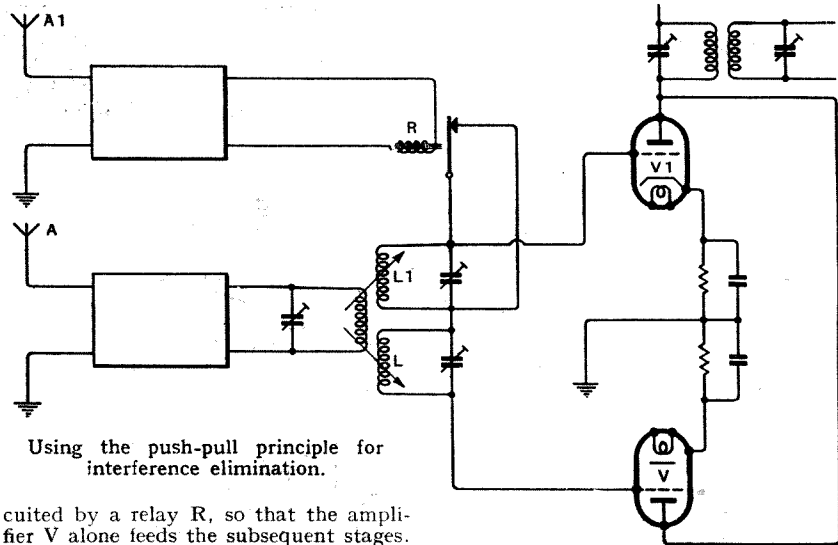 A1
R
V1
A
L1
L
V
Using the push-pull principle for
interference elimination.
cuited by a relay R, so that the ampli-
fier V alone feeds the subsequent stages.